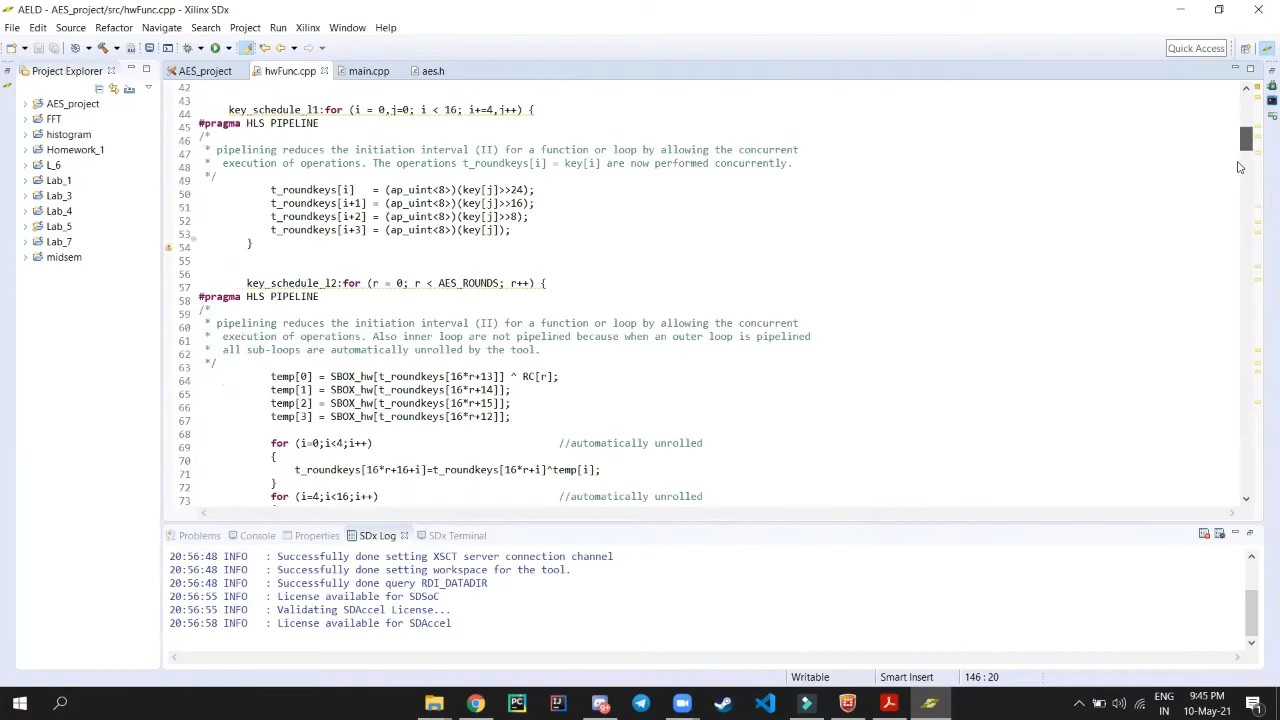 AELD - AES_project/src/hwFunc.cpp - Xilinx SDx
File Edit Source Refactor Navigate Search Project Run Xilinx Window Help
Quick Access
Project Explorer
AES_project hwFunc.cpp main.cpp aes.h
AES_project
FFT
histogram
Homework_1
L_6
Lab_1
Lab_3
Lab_4
Lab_5
Lab_7
midsem
42
43
44 key_schedule_l1:for (i = 0,j=0; i < 16; i+=4,j++) {
45 #pragma HLS PIPELINE
46 /*
47 * pipelining reduces the initiation interval (II) for a function or loop by allowing the concurrent
48 * execution of operations. The operations t_roundkeys[i] = key[i] are now performed concurrently.
49 */
50 t_roundkeys[i] = (ap_uint<8>)(key[j]>>24);
51 t_roundkeys[i+1] = (ap_uint<8>)(key[j]>>16);
52 t_roundkeys[i+2] = (ap_uint<8>)(key[j]>>8);
53 t_roundkeys[i+3] = (ap_uint<8>)(key[j]);
54 }
55
56
57 key_schedule_l2:for (r = 0; r < AES_ROUNDS; r++) {
58 #pragma HLS PIPELINE
59 /*
60 * pipelining reduces the initiation interval (II) for a function or loop by allowing the concurrent
61 * execution of operations. Also inner loop are not pipelined because when an outer loop is pipelined
62 * all sub-loops are automatically unrolled by the tool.
63 */
64 temp[0] = SBOX_hw[t_roundkeys[16*r+13]] ^ RC[r];
65 temp[1] = SBOX_hw[t_roundkeys[16*r+14]];
66 temp[2] = SBOX_hw[t_roundkeys[16*r+15]];
67 temp[3] = SBOX_hw[t_roundkeys[16*r+12]];
68
69 for (i=0;i<4;i++) //automatically unrolled
70 {
71 t_roundkeys[16*r+16+i]=t_roundkeys[16*r+i]^temp[i];
72 }
73 for (i=4;i<16;i++) //automatically unrolled
Problems Console Properties SDx Log SDx Terminal
20:56:48 INFO : Successfully done setting XSCT server connection channel
20:56:48 INFO : Successfully done setting workspace for the tool.
20:56:48 INFO : Successfully done query RDI_DATADIR
20:56:55 INFO : License available for SDSoC
20:56:55 INFO : Validating SDAccel License...
20:56:58 INFO : License available for SDAccel
Writable Smart Insert 146 : 20
ENG
IN
9:45 PM
10-May-21